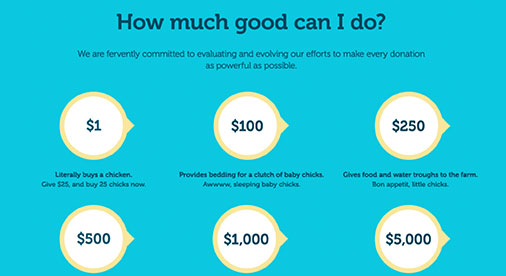 How much good can I do?
We are fervently committed to evaluating and evolving our efforts to make every donation
as powerful as possible.
$1
$100
$250
Literally buys a chicken.
Give $25, and buy 25 chicks now.
Provides bedding for a clutch of baby chicks.
Awwww, sleeping baby chicks.
Gives food and water troughs to the farm.
Bon appetit, little chicks.
$500
$1,000
$5,000